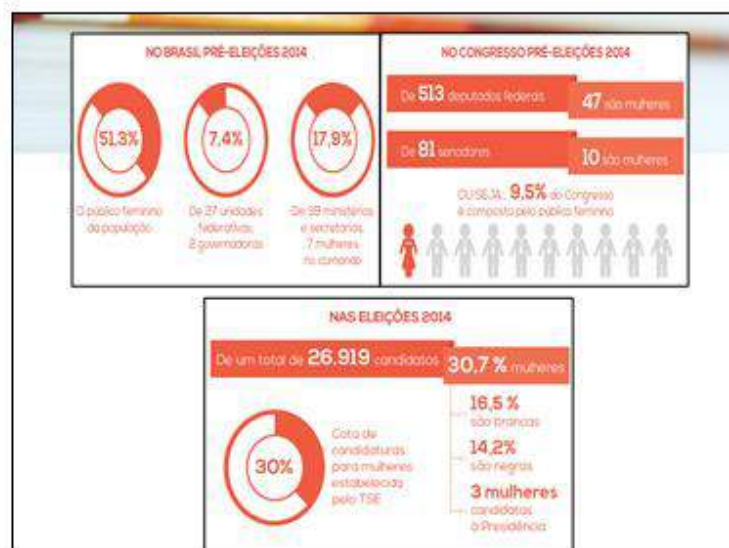 NO BRASIL PRÉ-ELEIÇÕES 2014
51,3%
O público feminino
da população
7,4%
De 27 unidades
federativas,
2 governadoras
17,9%
De 39 ministérios
e secretarias,
7 mulheres
no comando
NO CONGRESSO PRÉ-ELEIÇÕES 2014
De 513 deputados federais
47 são mulheres
De 81 senadores
10 são mulheres
OU SEJA, 9,5% do Congresso
é composto pelo público feminino
NAS ELEIÇÕES 2014
De um total de 26.919 candidatos
30,7 % mulheres
30%
Cota de
candidaturas
para mulheres
estabelecida
pelo TSE
16,5 %
são brancas
14,2%
são negras
3 mulheres
candidatas
à Presidência